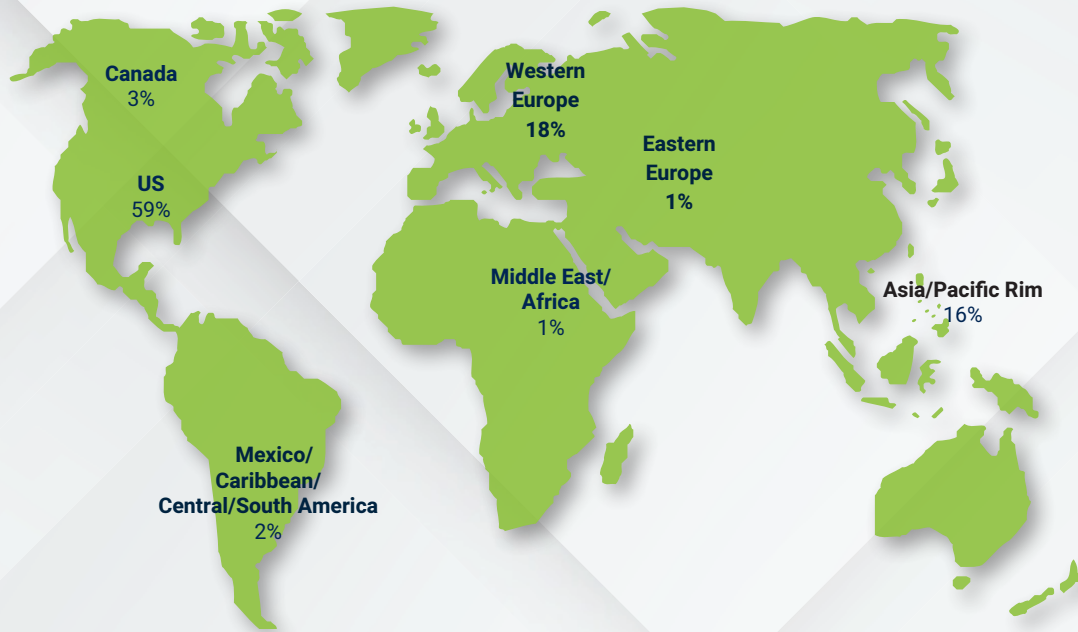 Canada
3%
US
59%
Mexico/
Caribbean/
Central/South America
2%
Western
Europe
18%
Eastern
Europe
1%
Middle East/
Africa
1%
Asia/Pacific Rim
16%